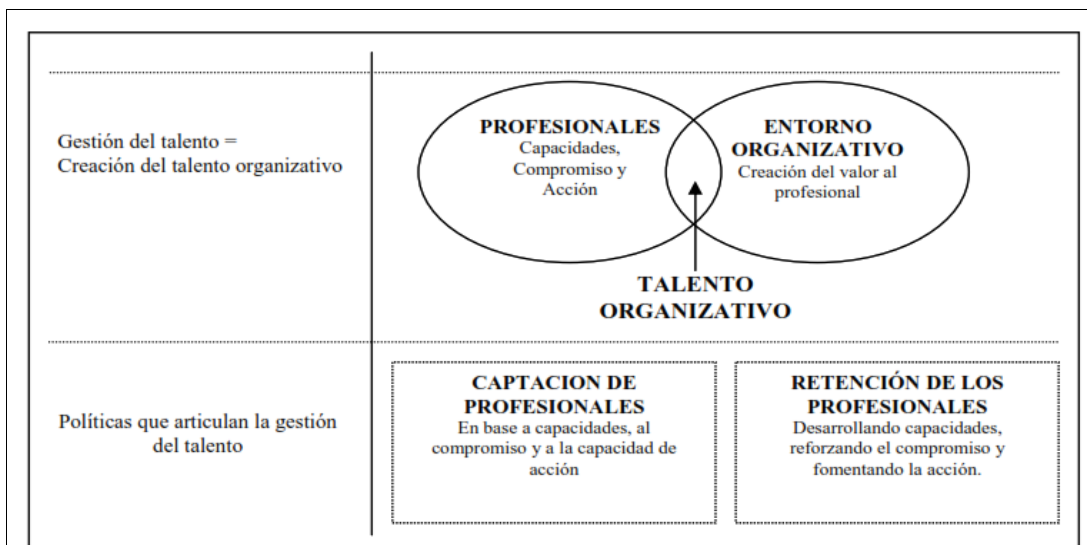 Gestión del talento =
Creación del talento organizativo
PROFESIONALES
Capacidades,
Compromiso y
Acción
ENTORNO
ORGANIZATIVO
Creación del valor al
profesional
TALENTO
ORGANIZATIVO
Políticas que articulan la gestión
del talento
CAPTACION DE
PROFESIONALES
En base a capacidades, al
compromiso y a la capacidad de
acción
RETENCIÓN DE LOS
PROFESIONALES
Desarrollando capacidades,
reforzando el compromiso y
fomentando la acción.